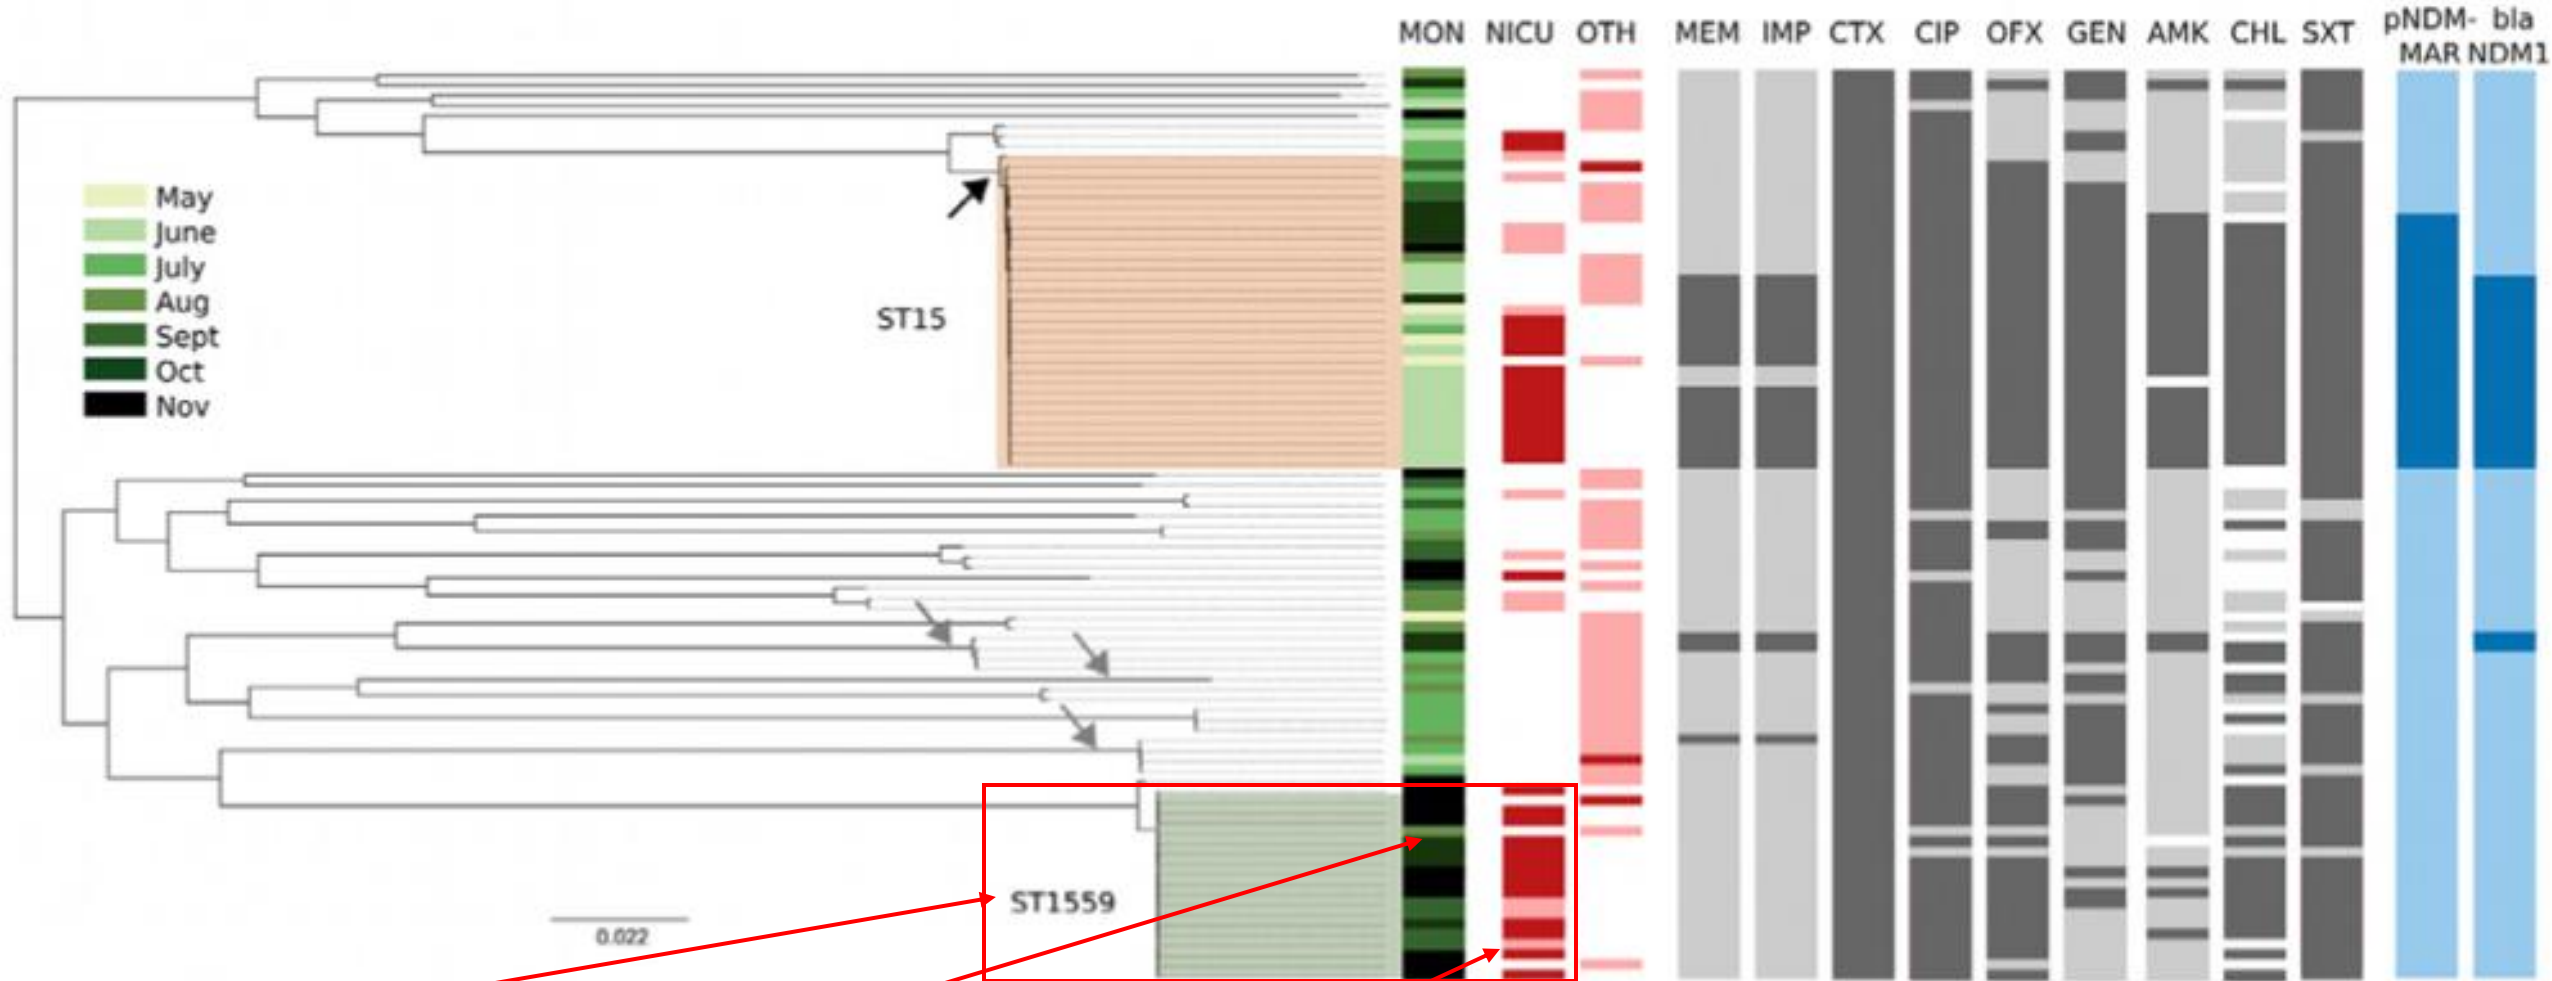 MON NICU OTH MEM IMP CTX CIP OFX GEN AMK CHL SXT pNDM-MAR bla NDM1
May
June
July
Aug
Sept
Oct
Nov
ST15
ST1559
0.022